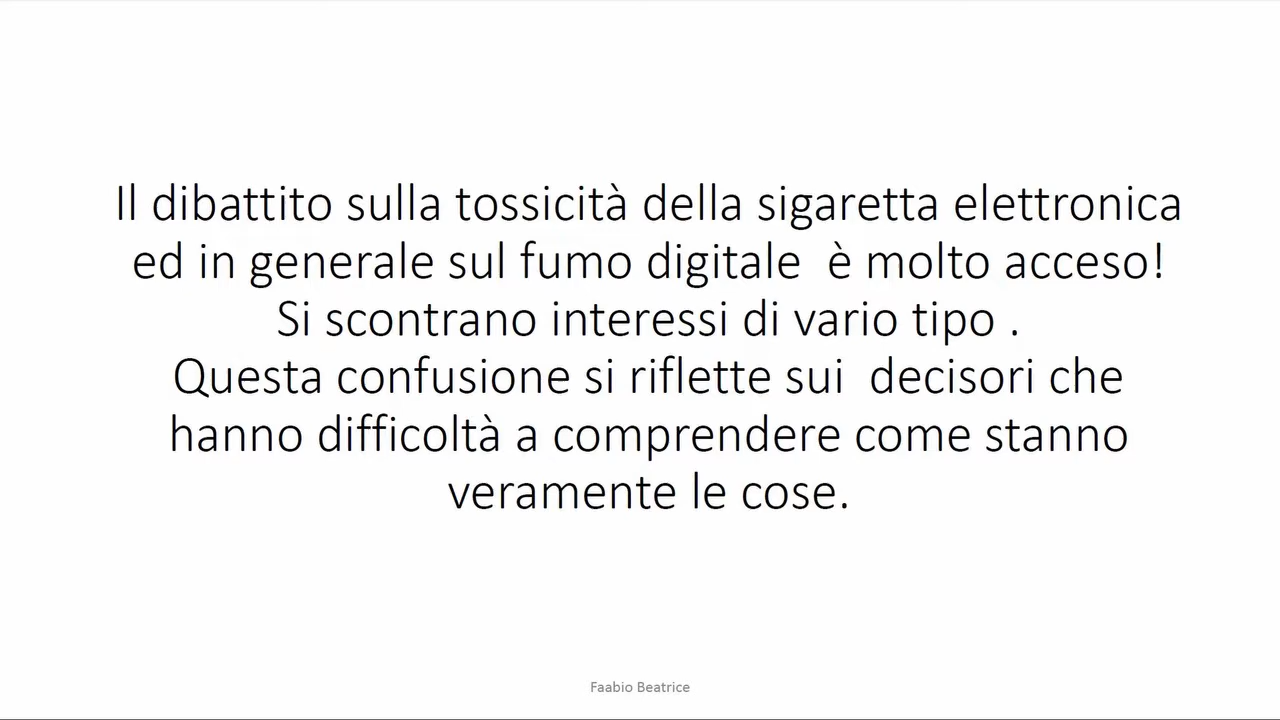 Il dibattito sulla tossicità della sigaretta elettronica
ed in generale sul fumo digitale  è molto acceso!
Si scontrano interessi di vario tipo .
Questa confusione si riflette sui  decisori che
hanno difficoltà a comprendere come stanno
veramente le cose.
Faabio Beatrice